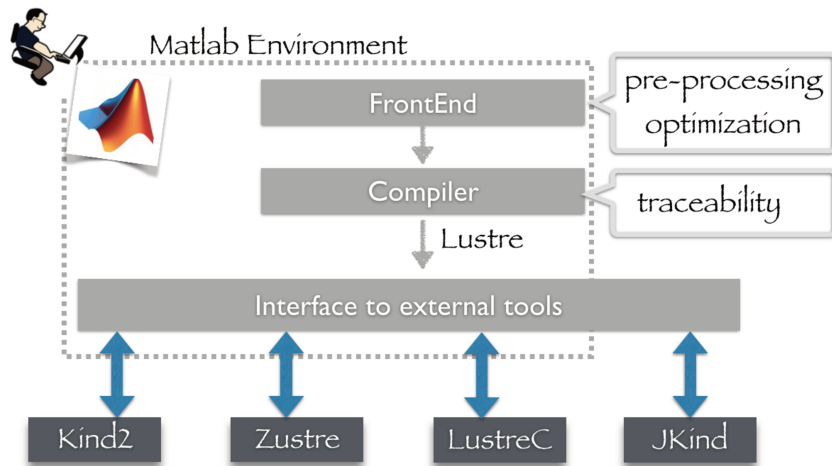 Matlab Environment
FrontEnd
pre-processing
optimization
Compiler
traceability
Lustre
Interface to external tools
Kind2
Zustre
LustreC
JKind